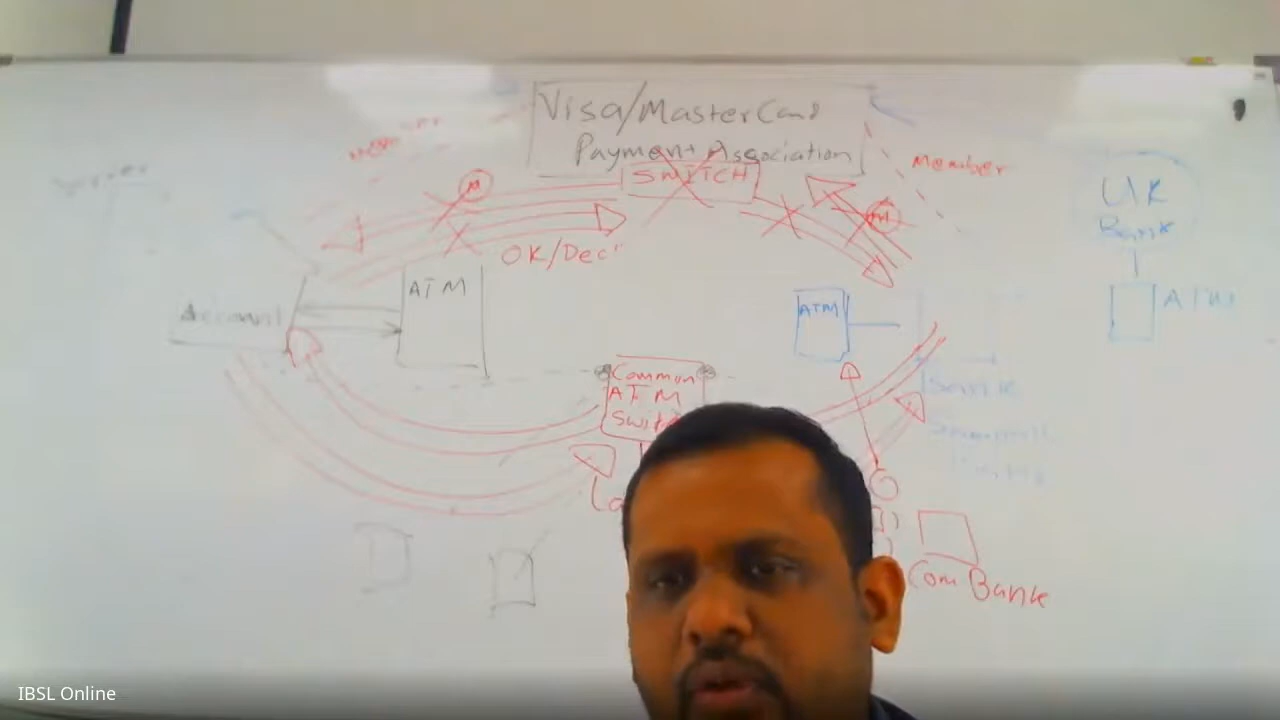 Visa/MasterCard
Payment Association
SWITCH
Member
M
M
OK/Decl
UK
Bank
ATM
ATM
ATM
Account
Common
ATM
Com Bank
IBSL Online